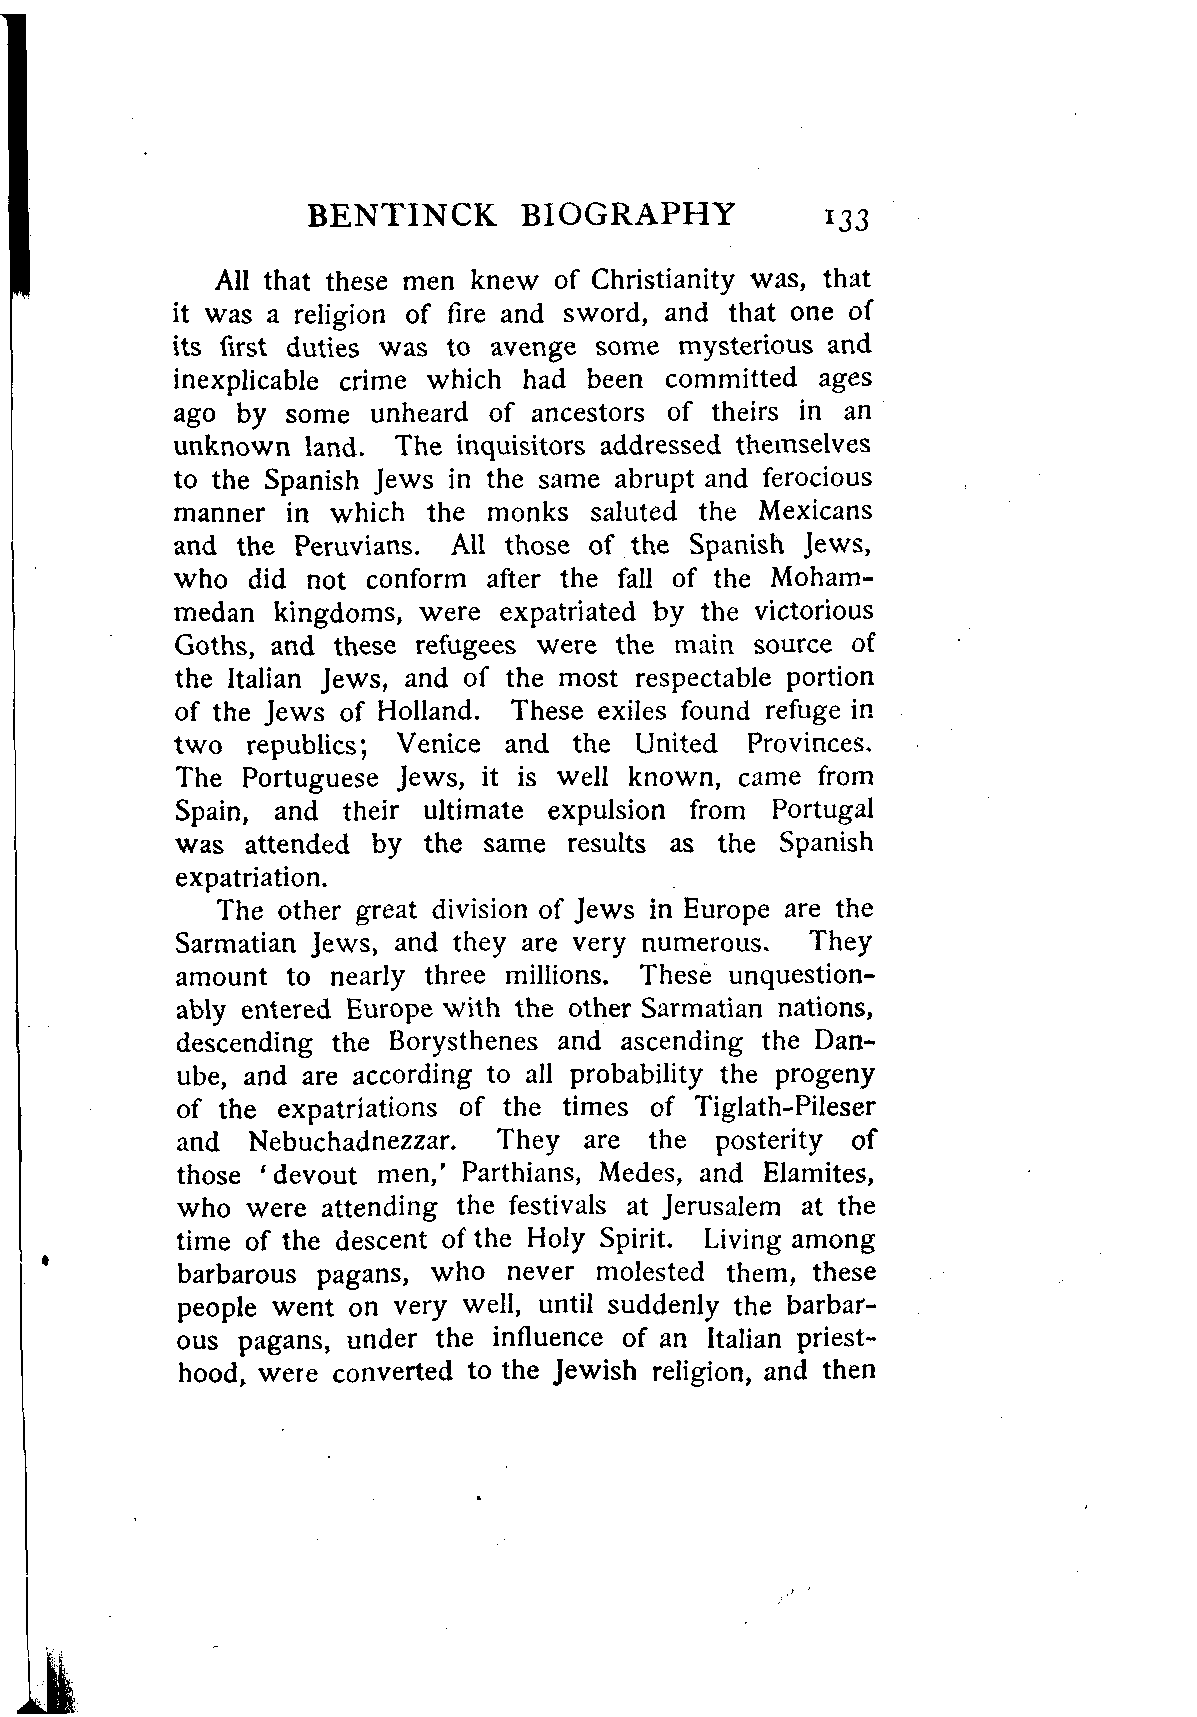 BENTINCK BIOGRAPHY 133
All that these men knew of Christianity was, that
it was a religion of fire and sword, and that one of
its first duties was to avenge some mysterious and
inexplicable crime which had been committed ages
ago by some unheard of ancestors of theirs in an
unknown land. The inquisitors addressed themselves
to the Spanish Jews in the same abrupt and ferocious
manner in which the monks saluted the Mexicans
and the Peruvians. All those of the Spanish Jews,
who did not conform after the fall of the Moham-
medan kingdoms, were expatriated by the victorious
Goths, and these refugees were the main source of
the Italian Jews, and of the most respectable portion
of the Jews of Holland. These exiles found refuge in
two republics; Venice and the United Provinces.
The Portuguese Jews, it is well known, came from
Spain, and their ultimate expulsion from Portugal
was attended by the same results as the Spanish
expatriation.
The other great division of Jews in Europe are the
Sarmatian Jews, and they are very numerous. They
amount to nearly three millions. These unquestion-
ably entered Europe with the other Sarmatian nations,
descending the Borysthenes and ascending the Dan-
ube, and are according to all probability the progeny
of the expatriations of the times of Tiglath-Pileser
and Nebuchadnezzar. They are the posterity of
those ‘devout men,’ Parthians, Medes, and Elamites,
who were attending the festivals at Jerusalem at the
time of the descent of the Holy Spirit. Living among
barbarous pagans, who never molested them, these
people went on very well, until suddenly the barbar-
ous pagans, under the influence of an Italian priest-
hood, were converted to the Jewish religion, and then